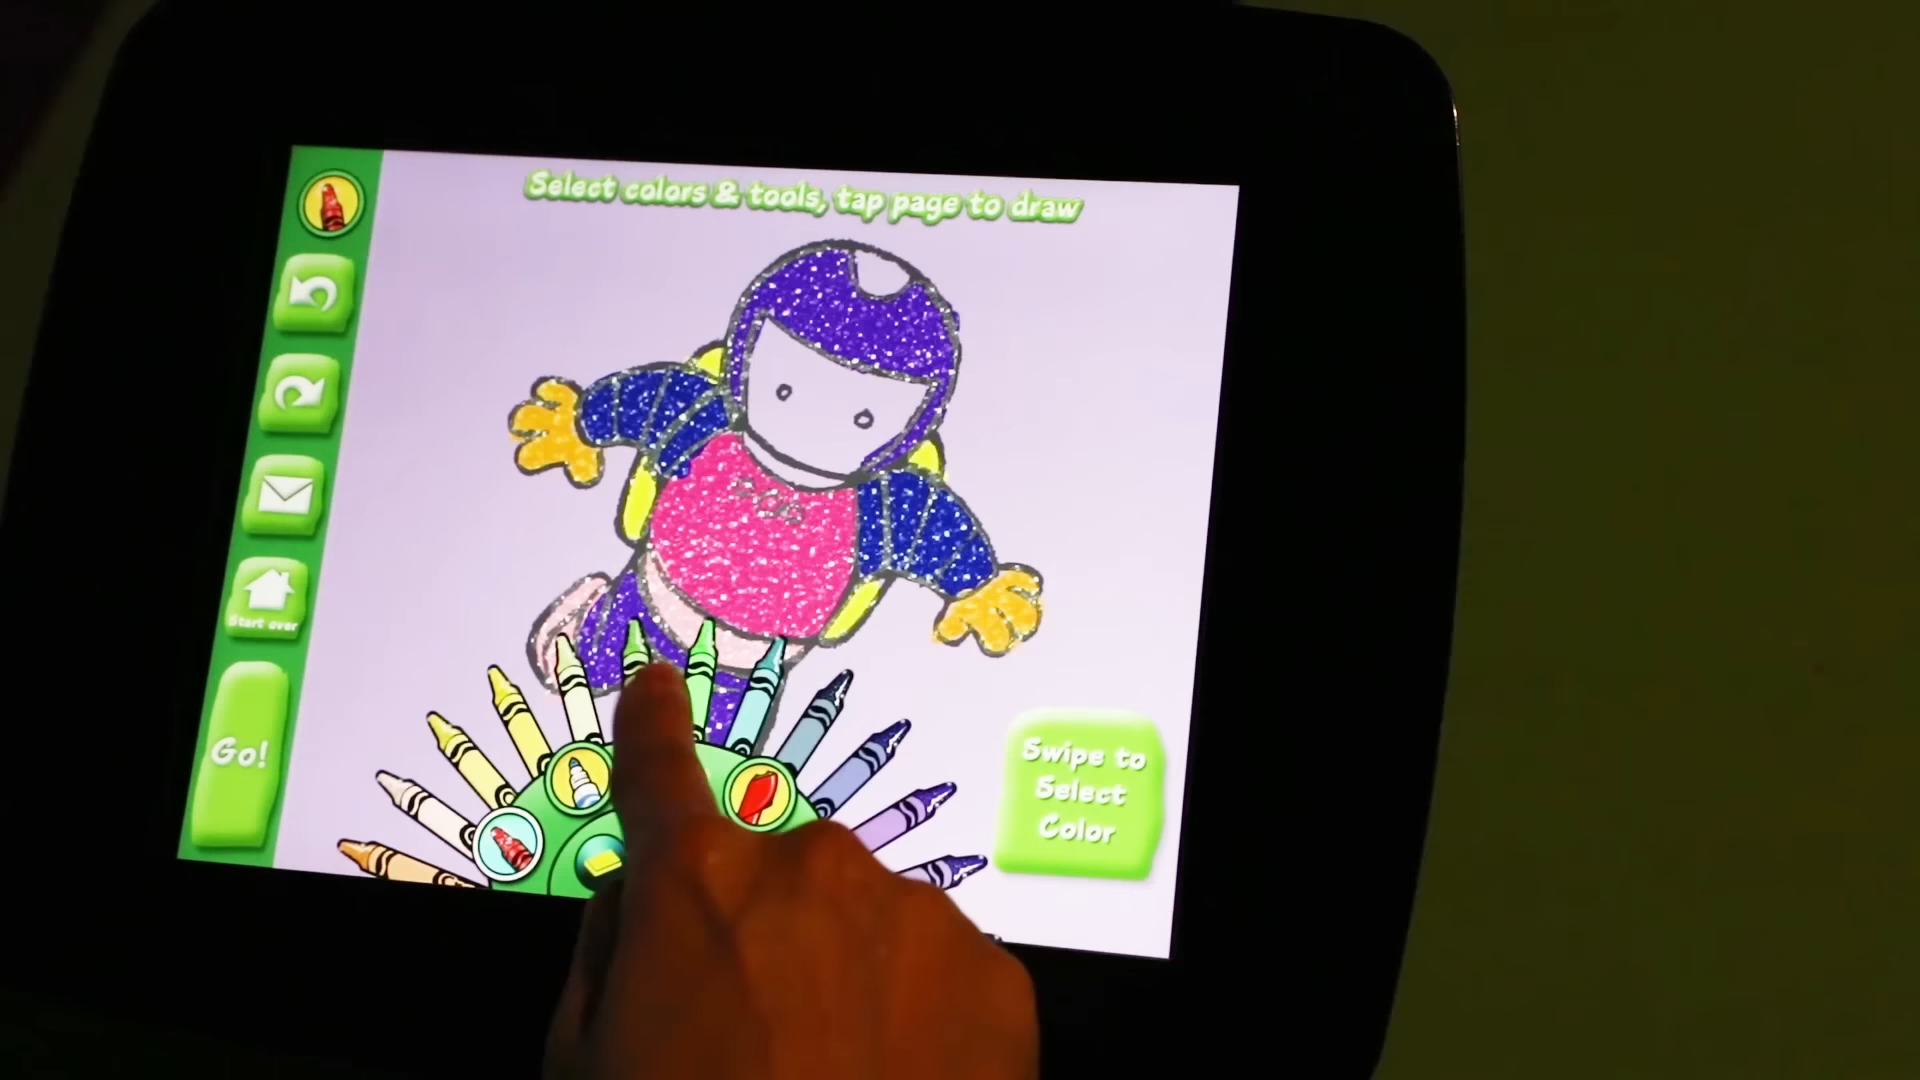 Select colors & tools, tap page to draw
Start over
Go!
Swipe to
Select
Color